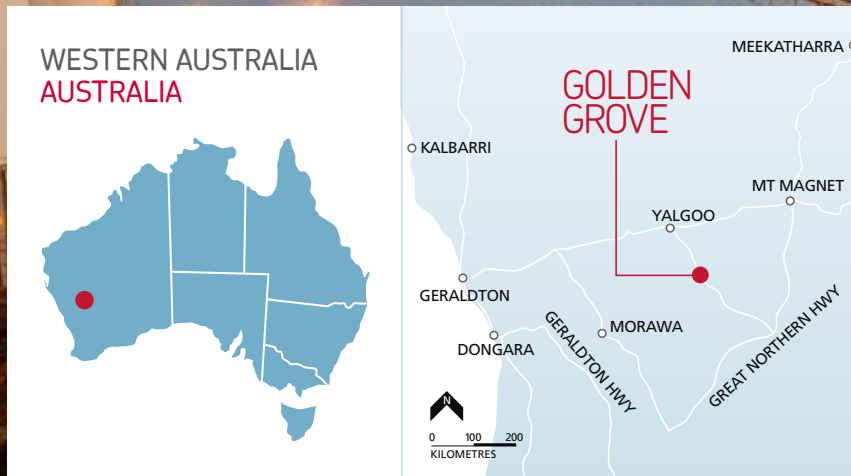 WESTERN AUSTRALIA
AUSTRALIA
MEEKATHARRA
GOLDEN
GROVE
KALBARRI
MT MAGNET
YALGOO
GERALDTON
MORAWA
DONGARA
GERALDTON HWY
GREAT NORTHERN HWY
N
0 100 200
KILOMETRES